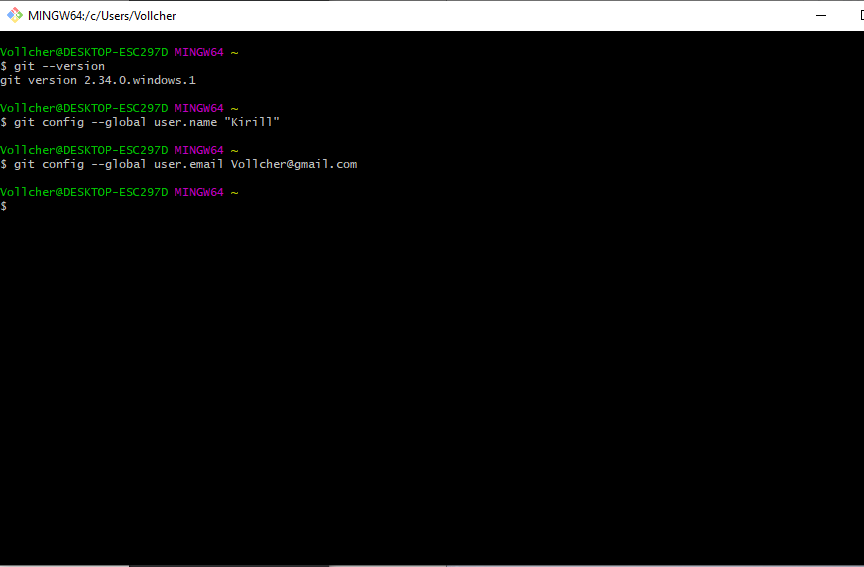 MINGW64:/c/Users/Vollcher
Vollcher@DESKTOP-ESC297D MINGW64 ~
$ git --version
git version 2.34.0.windows.1
Vollcher@DESKTOP-ESC297D MINGW64 ~
$ git config --global user.name "Kirill"
Vollcher@DESKTOP-ESC297D MINGW64 ~
$ git config --global user.email Vollcher@gmail.com
Vollcher@DESKTOP-ESC297D MINGW64 ~
$